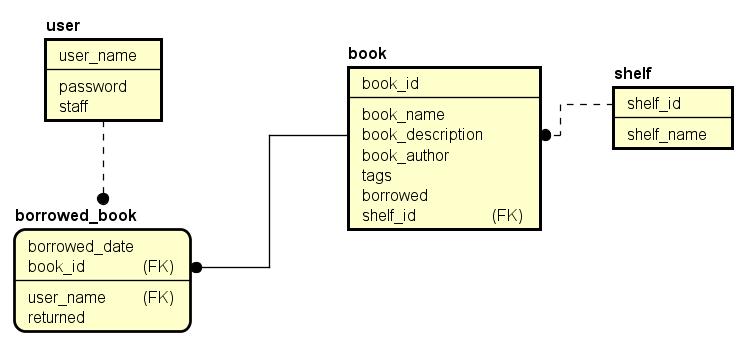 user
user_name
password
staff
book
book_id
book_name
book_description
book_author
tags
borrowed
shelf_id (FK)
shelf
shelf_id
shelf_name
borrowed_book
borrowed_date
book_id (FK)
user_name (FK)
returned